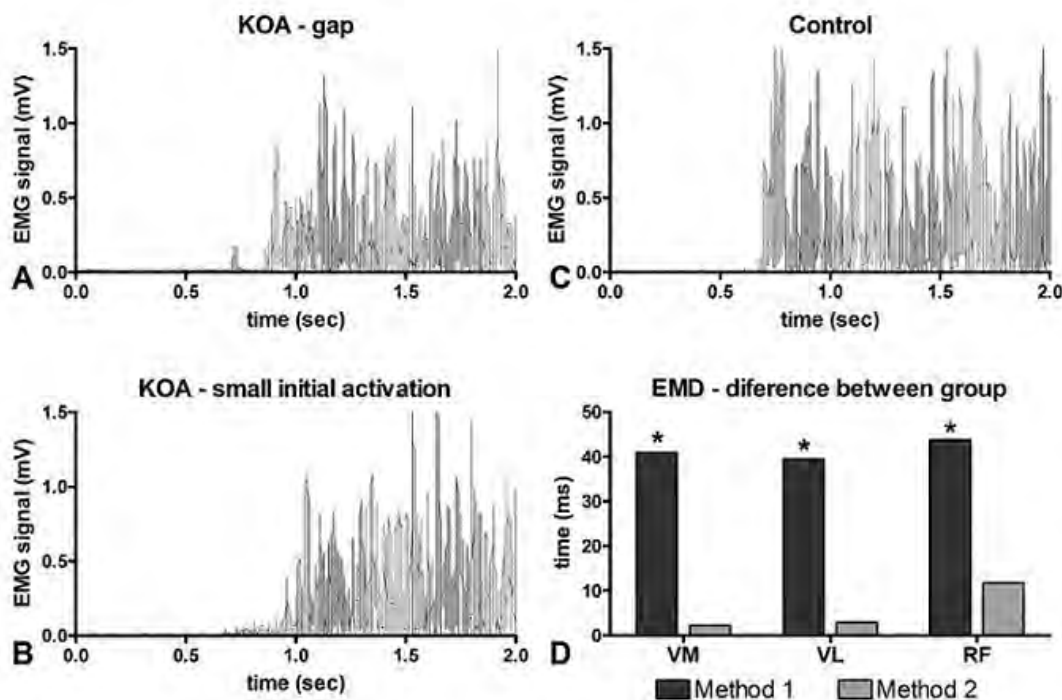 KOA - gap
EMG signal (mV)
1.5
1.0
0.5
0.0
A
0.0 0.5 1.0 1.5 2.0
time (sec)
Control
EMG signal (mV)
1.5
1.0
0.5
0.0
C
0.0 0.5 1.0 1.5 2.0
time (sec)
KOA - small initial activation
EMG signal (mV)
1.5
1.0
0.5
0.0
B
0.0 0.5 1.0 1.5 2.0
time (sec)
EMD - diference between group
time (ms)
50
40
30
20
10
0
* * *
D
VM VL RF
Method 1 Method 2